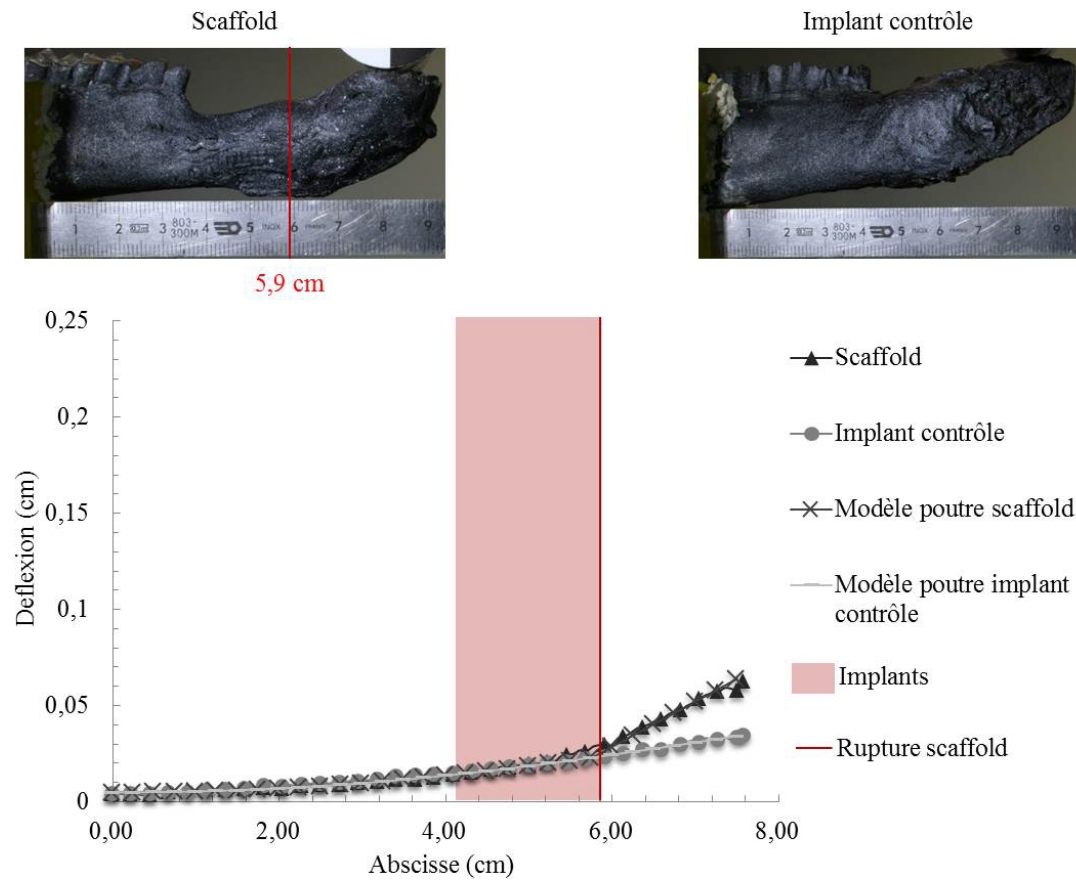 Scaffold
Implant contrôle
1 2 3 803- 300M 4 5 INOX 6 7 8 9
1 2 3 803- 300M 4 5 INOX 6 7 8 9
5,9 cm
0,25
0,2
0,15
0,1
0,05
0
Deflexion (cm)
0,00 2,00 4,00 6,00 8,00
Abscisse (cm)
Scaffold
Implant contrôle
Modèle poutre scaffold
Modèle poutre implant
contrôle
Implants
Rupture scaffold